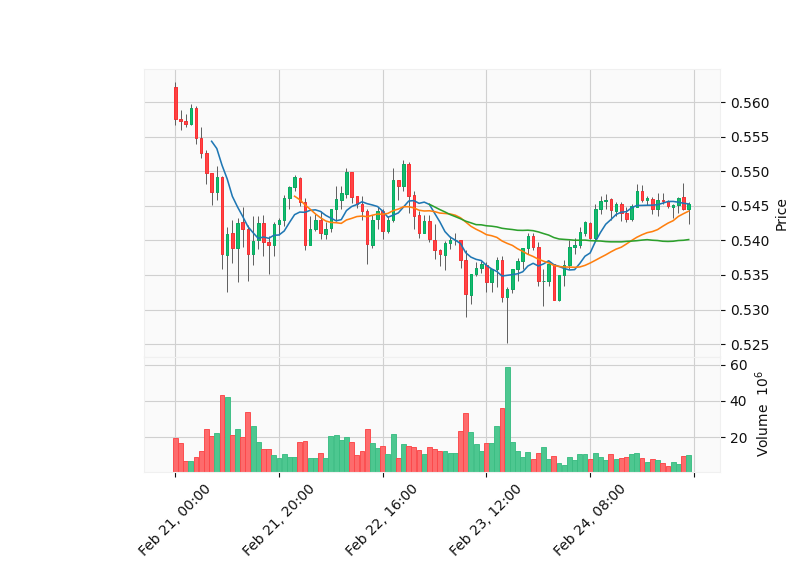 0.560
0.555
0.550
0.545
0.540
0.535
0.530
0.525
Price
60
40
20
Volume 10^6
Feb 21, 00:00
Feb 21, 20:00
Feb 22, 16:00
Feb 23, 12:00
Feb 24, 08:00